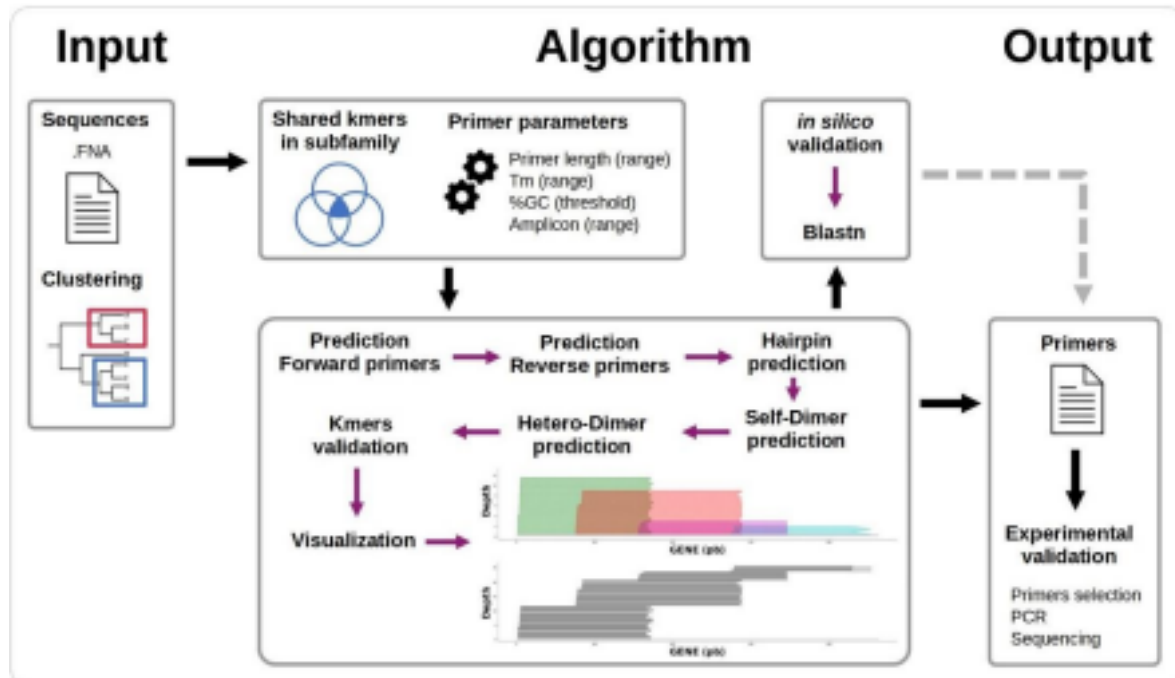 Input
Algorithm
Output
Sequences
.FNA
Clustering
Shared kmers
in subfamily
Primer parameters
Primer length (range)
Tm (range)
%GC (threshold)
Amplicon (range)
in silico
validation
Blastn
Prediction
Forward primers
Prediction
Reverse primers
Hairpin
prediction
Self-Dimer
prediction
Hetero-Dimer
prediction
Kmers
validation
Visualization
Depth
GENE (pb)
Depth
GENE (pb)
Primers
Experimental
validation
Primers selection
PCR
Sequencing